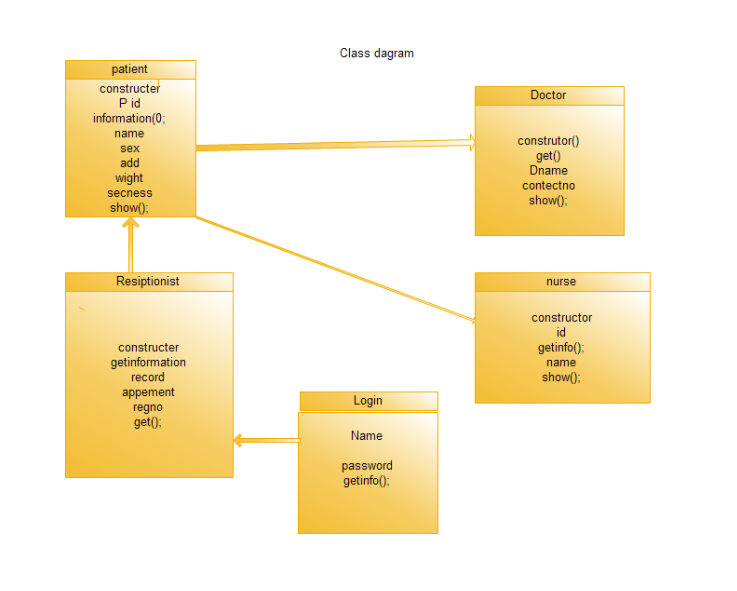 Class dagram
patient
constructer
P id
information(0;
name
sex
add
wight
secness
show();
Doctor
construtor()
get()
Dname
contectno
show();
Resiptionist
constructer
getinformation
record
appement
regno
get();
nurse
constructor
id
getinfo();
name
show();
Login
Name
password
getinfo();